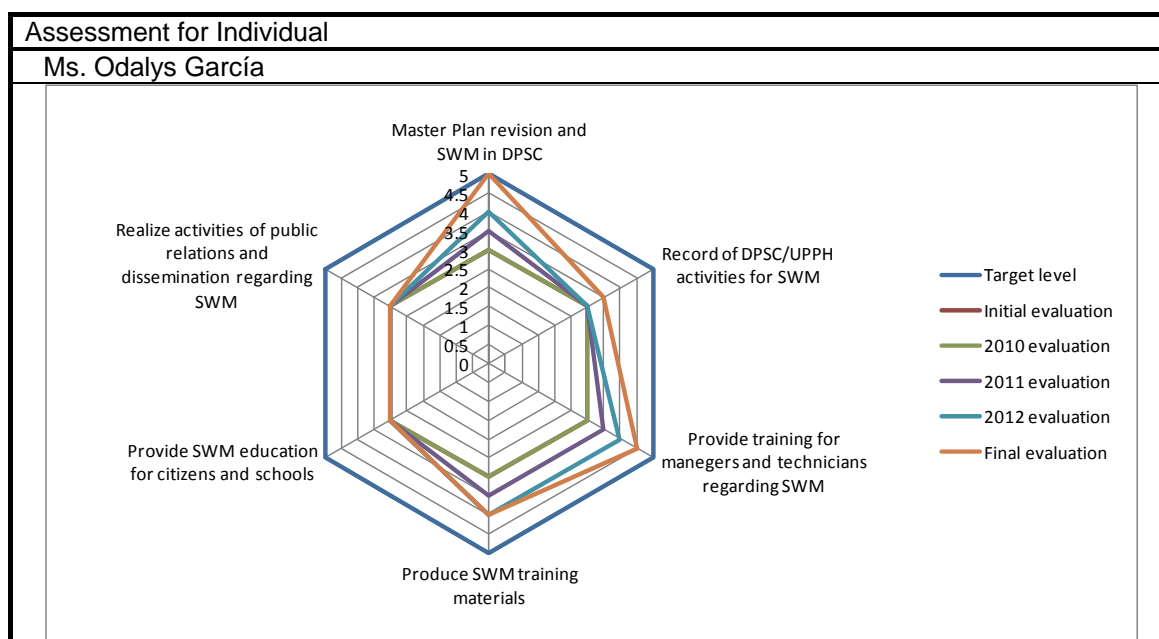 Assessment for Individual
Ms. Odalys García
Master Plan revision and
SWM in DPSC
5
4.5
4
3.5
3
2.5
2
1.5
1
0.5
0
Record of DPSC/UPPH
activities for SWM
Provide training for
manegers and technicians
regarding SWM
Produce SWM training
materials
Provide SWM education
for citizens and schools
Realize activities of public
relations and
dissemination regarding
SWM
Target level
Initial evaluation
2010 evaluation
2011 evaluation
2012 evaluation
Final evaluation